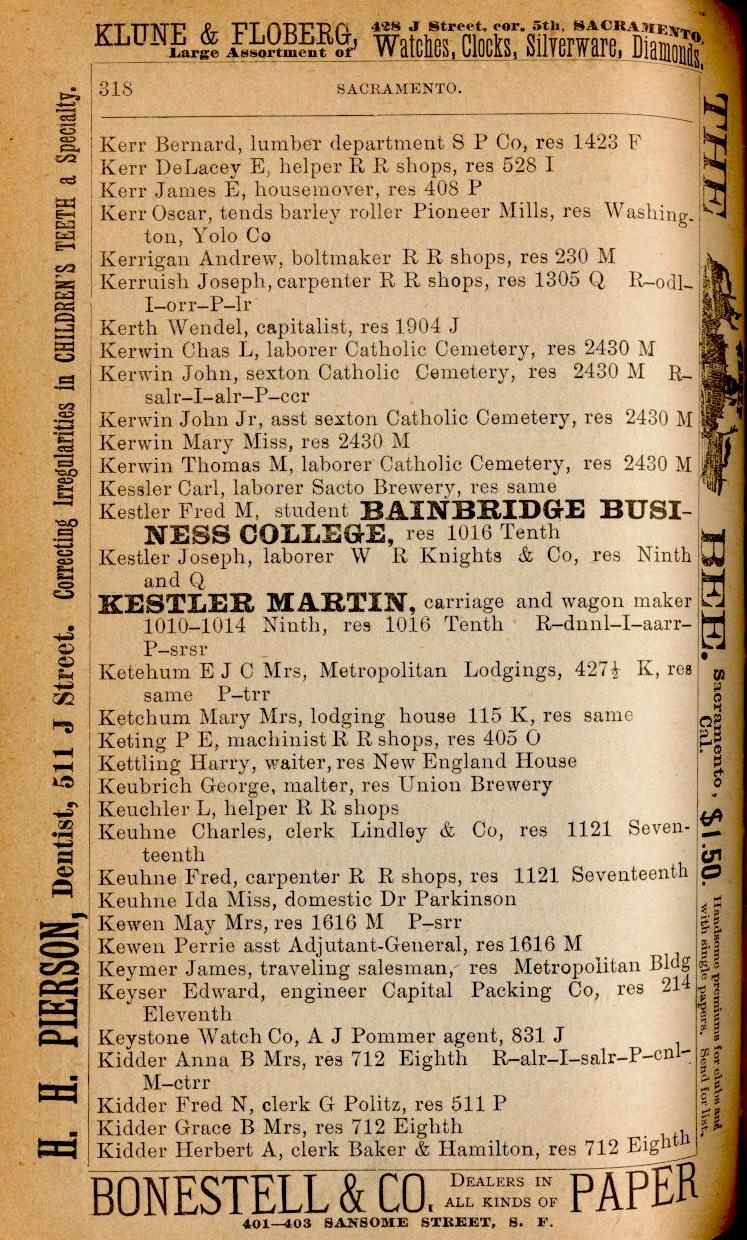 KLUNE & FLOBERG, 428 J Street, cor. 5th, SACRAMENTO,
Large Assortment of Watches, Clocks, Silverware, Diamonds,
318 SACRAMENTO.
Kerr Bernard, lumber department S P Co, res 1423 F
Kerr DeLacey E, helper R R shops, res 528 I
Kerr James E, housemover, res 408 P
Kerr Oscar, tends barley roller Pioneer Mills, res Washing-
ton, Yolo Co
Kerrigan Andrew, boltmaker R R shops, res 230 M
Kerruish Joseph, carpenter R R shops, res 1305 Q R–odl–
I–orr–P–lr
Kerth Wendel, capitalist, res 1904 J
Kerwin Chas L, laborer Catholic Cemetery, res 2430 M
Kerwin John, sexton Catholic Cemetery, res 2430 M R–
salr–I–alr–P–ccr
Kerwin John Jr, asst sexton Catholic Cemetery, res 2430 M
Kerwin Mary Miss, res 2430 M
Kerwin Thomas M, laborer Catholic Cemetery, res 2430 M
Kessler Carl, laborer Sacto Brewery, res same
Kestler Fred M, student BAINBRIDGE BUSI-
NESS COLLEGE, res 1016 Tenth
Kestler Joseph, laborer W R Knights & Co, res Ninth
and Q
KESTLER MARTIN, carriage and wagon maker
1010–1014 Ninth, res 1016 Tenth R–dnnl–I–aarr–
P–srsr
Ketehum E J C Mrs, Metropolitan Lodgings, 427½ K, res
same P–trr
Ketchum Mary Mrs, lodging house 115 K, res same
Keting P E, machinist R R shops, res 405 O
Kettling Harry, waiter, res New England House
Keubrich George, malter, res Union Brewery
Keuchler L, helper R R shops
Keuhne Charles, clerk Lindley & Co, res 1121 Seven-
teenth
Keuhne Fred, carpenter R R shops, res 1121 Seventeenth
Keuhne Ida Miss, domestic Dr Parkinson
Kewen May Mrs, res 1616 M P–srr
Kewen Perrie asst Adjutant-General, res 1616 M
Keymer James, traveling salesman, res Metropolitan Bldg
Keyser Edward, engineer Capital Packing Co, res 214
Eleventh
Keystone Watch Co, A J Pommer agent, 831 J
Kidder Anna B Mrs, res 712 Eighth R–alr–I–salr–P–cnl–
M–ctrr
Kidder Fred N, clerk G Politz, res 511 P
Kidder Grace B Mrs, res 712 Eighth
Kidder Herbert A, clerk Baker & Hamilton, res 712 Eighth
BONESTELL & CO. DEALERS IN ALL KINDS OF PAPER
401–403 SANSOME STREET, S. F.
H. H. PIERSON, Dentist, 511 J Street. Correcting Irregularities in CHILDREN'S TEETH a Specialty.
THE BEE. Sacramento, Cal. $1.50. Handsome premiums for clubs and
with single papers. Send for list.